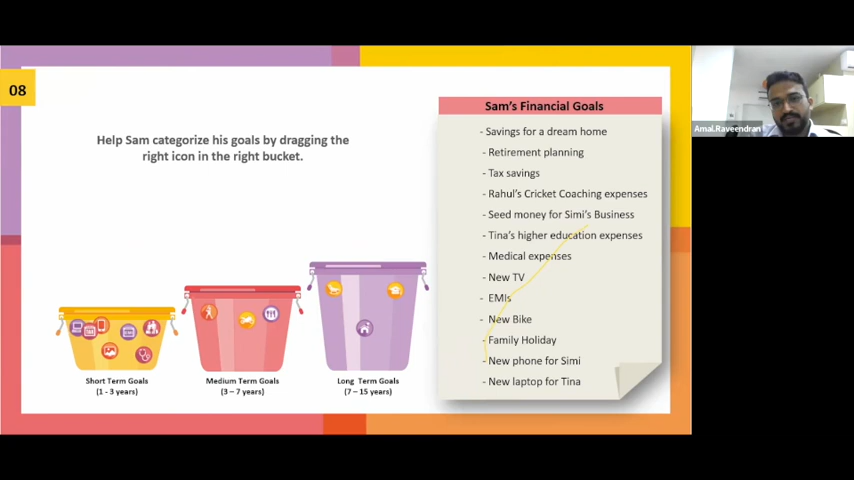 08
Help Sam categorize his goals by dragging the
right icon in the right bucket.
Short Term Goals
(1 - 3 years)
Medium Term Goals
(3 – 7 years)
Long Term Goals
(7 – 15 years)
Sam's Financial Goals
- Savings for a dream home
- Retirement planning
- Tax savings
- Rahul's Cricket Coaching expenses
- Seed money for Simi's Business
- Tina's higher education expenses
- Medical expenses
- New TV
- EMIs
- New Bike
- Family Holiday
- New phone for Simi
- New laptop for Tina
Amal.Raveendran